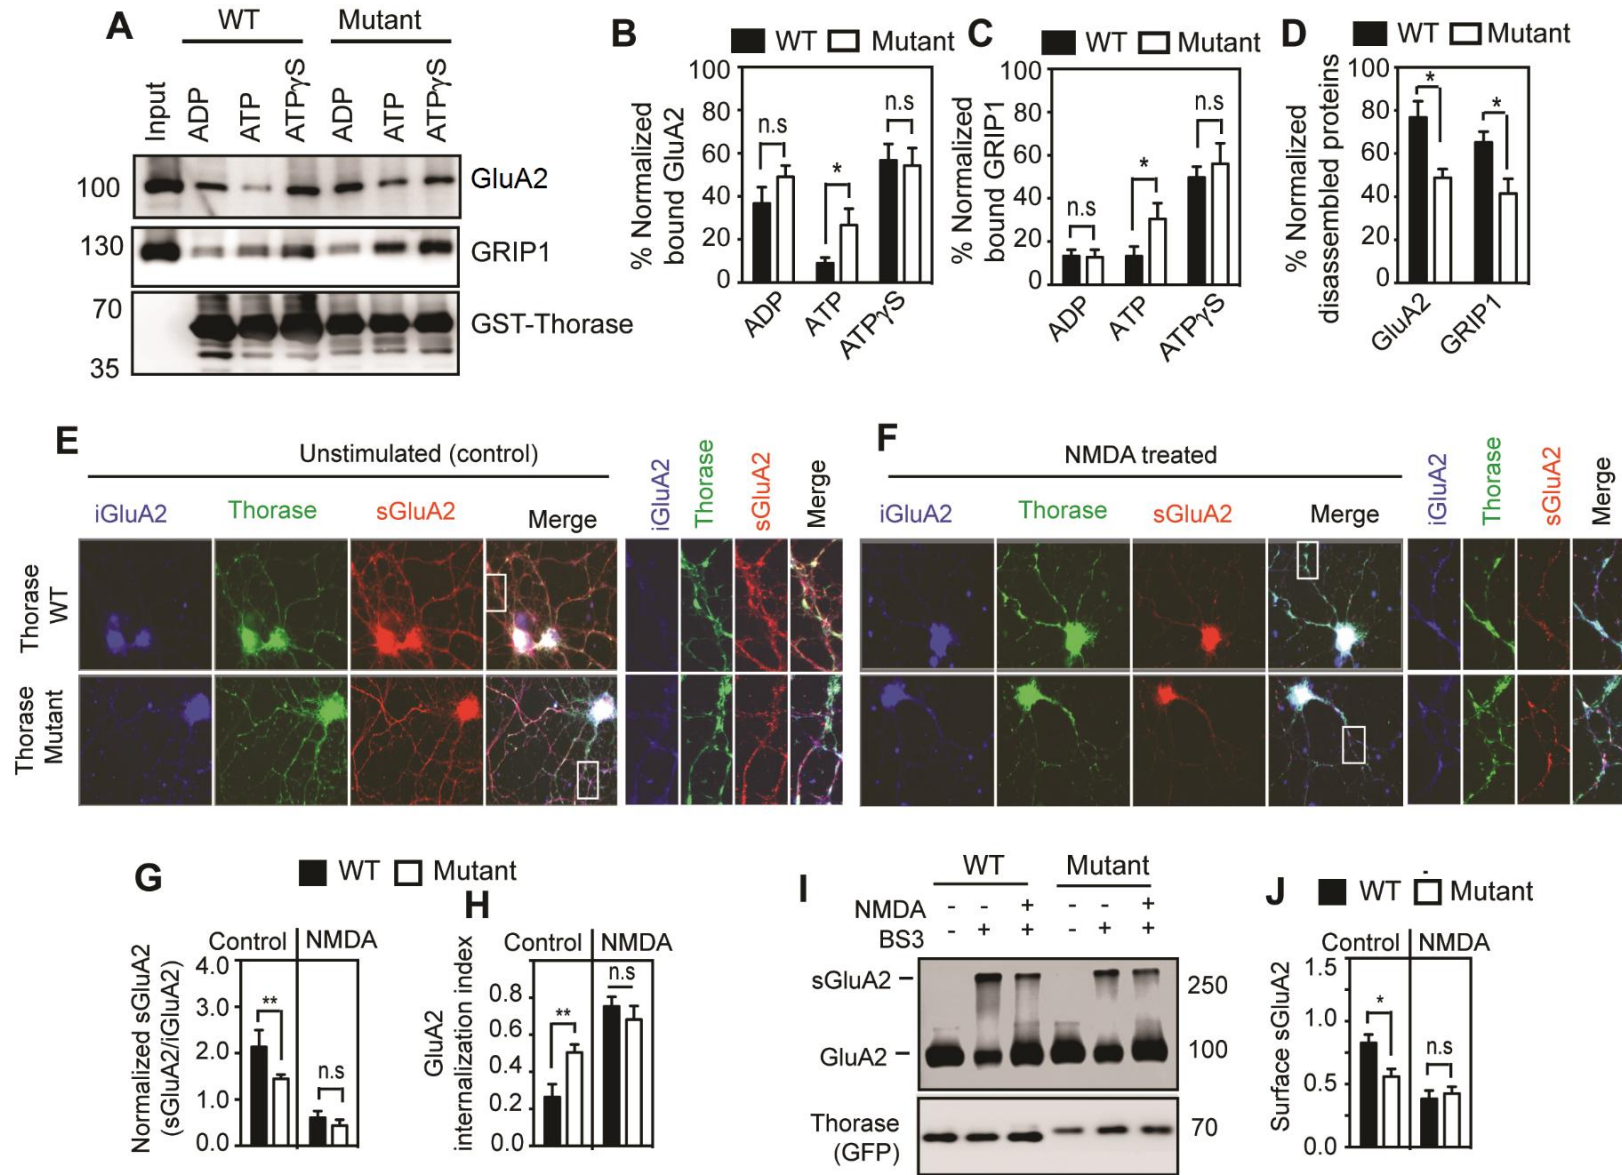 A
WT
Mutant
Input
ADP
ATP
ATPγS
ADP
ATP
ATPγS
100
GluA2
130
GRIP1
70
GST-Thorase
35
B
WT
Mutant
% Normalized
bound GluA2
100
80
60
40
20
0
n.s
*
n.s
ADP
ATP
ATPγS
C
WT
Mutant
% Normalized
bound GRIP1
100
80
60
40
20
0
n.s
*
n.s
ADP
ATP
ATPγS
D
WT
Mutant
% Normalized
disassembled proteins
100
80
60
40
20
0
*
*
GluA2
GRIP1
E
Unstimulated (control)
iGluA2
Thorase
sGluA2
Merge
iGluA2
Thorase
sGluA2
Merge
Thorase
WT
Thorase
Mutant
F
NMDA treated
iGluA2
Thorase
sGluA2
Merge
iGluA2
Thorase
sGluA2
Merge
G
WT
Mutant
Control
NMDA
Normalized sGluA2
(sGluA2/iGluA2)
4.0
3.0
2.0
1.0
0.0
**
n.s
H
Control
NMDA
GluA2
internalization index
0.8
0.6
0.4
0.2
0.0
**
n.s
I
WT
Mutant
NMDA - - + - - +
BS3 - + + - + +
sGluA2
250
GluA2
100
Thorase
(GFP)
70
J
WT
Mutant
Control
NMDA
Surface sGluA2
1.5
1.0
0.5
0.0
*
n.s